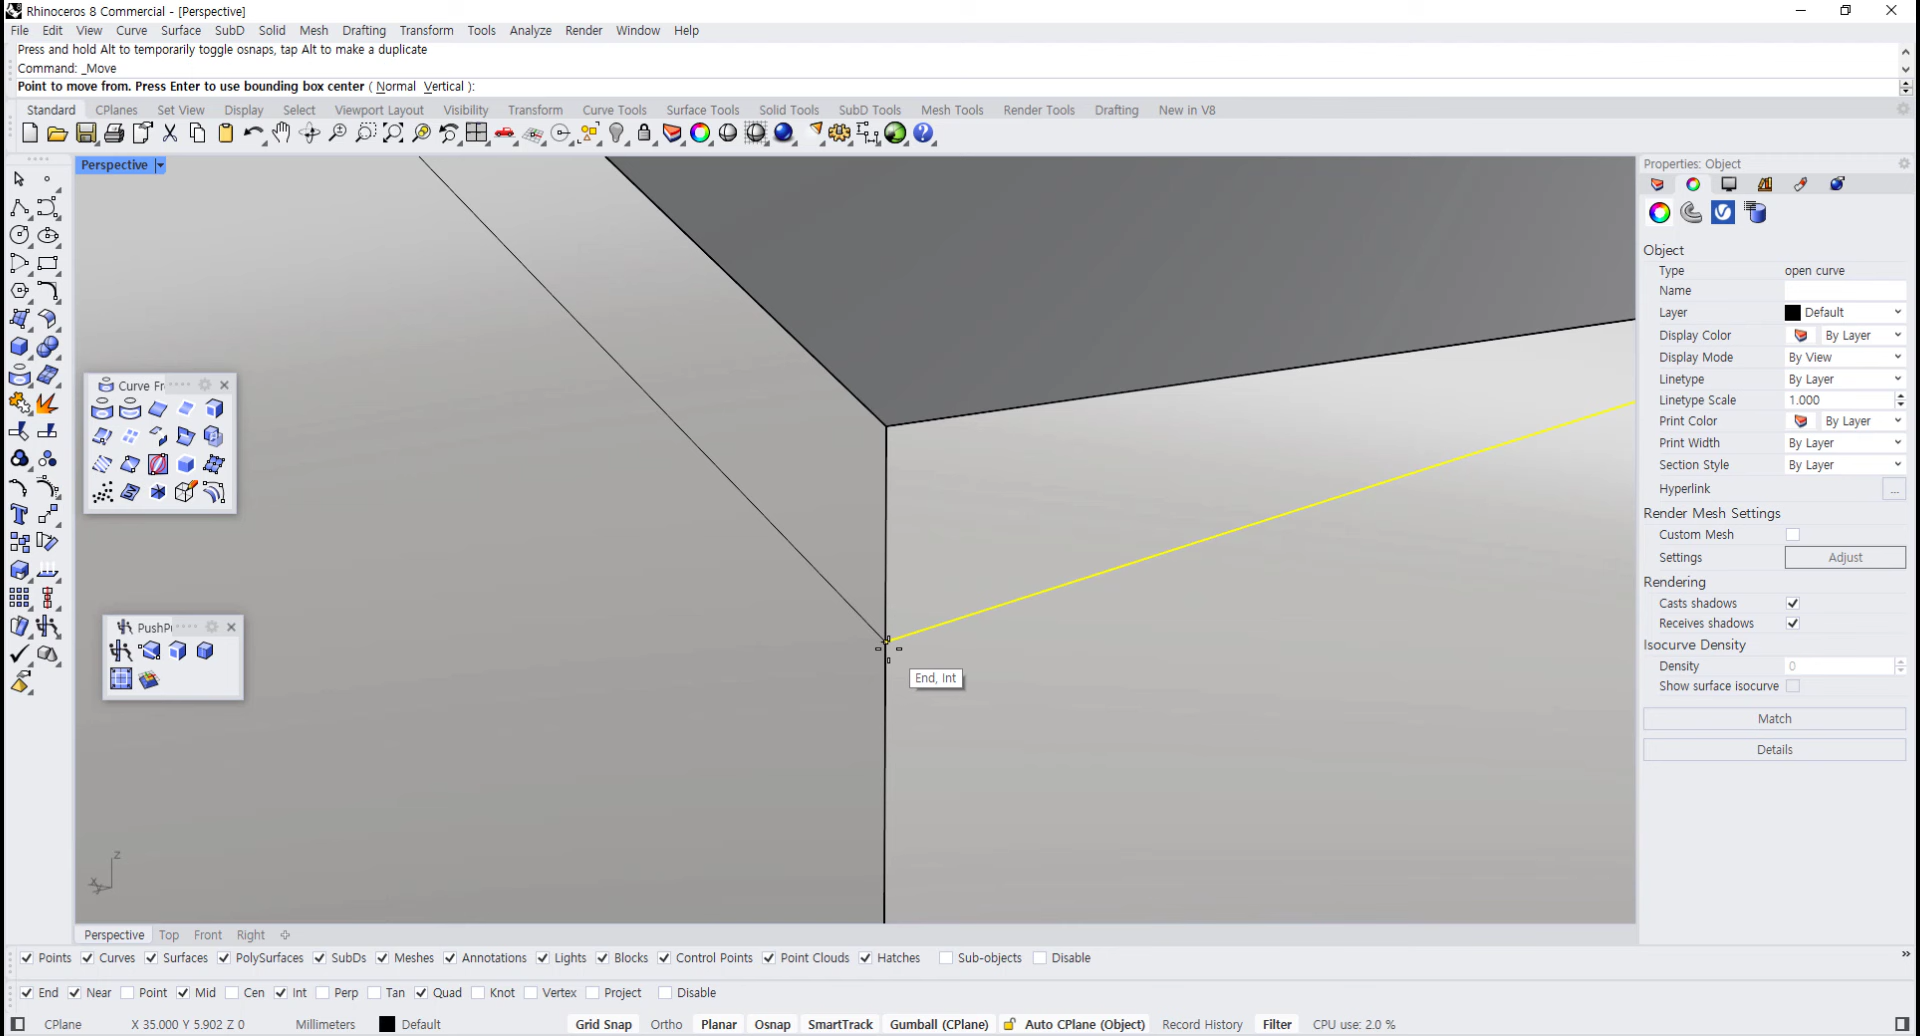 Rhinoceros 8 Commercial - [Perspective]
File Edit View Curve Surface SubD Solid Mesh Drafting Transform Tools Analyze Render Window Help
Press and hold Alt to temporarily toggle osnaps, tap Alt to make a duplicate
Command: _Move
Point to move from. Press Enter to use bounding box center ( Normal Vertical ):
Standard CPlanes Set View Display Select Viewport Layout Visibility Transform Curve Tools Surface Tools Solid Tools SubD Tools Mesh Tools Render Tools Drafting New in V8
Perspective
Properties: Object
Object
Type open curve
Name
Layer Default
Display Color By Layer
Display Mode By View
Linetype By Layer
Linetype Scale 1.000
Print Color By Layer
Print Width By Layer
Section Style By Layer
Hyperlink ...
Render Mesh Settings
Custom Mesh
Settings Adjust
Rendering
Casts shadows
Receives shadows
Isocurve Density
Density 0
Show surface isocurve
Match
Details
Curve Fr
PushPu
End, Int
z
x
Perspective Top Front Right
Points Curves Surfaces PolySurfaces SubDs Meshes Annotations Lights Blocks Control Points Point Clouds Hatches Sub-objects Disable
End Near Point Mid Cen Int Perp Tan Quad Knot Vertex Project Disable
CPlane X 35.000 Y 5.902 Z 0 Millimeters Default Grid Snap Ortho Planar Osnap SmartTrack Gumball (CPlane) Auto CPlane (Object) Record History Filter CPU use: 2.0 %